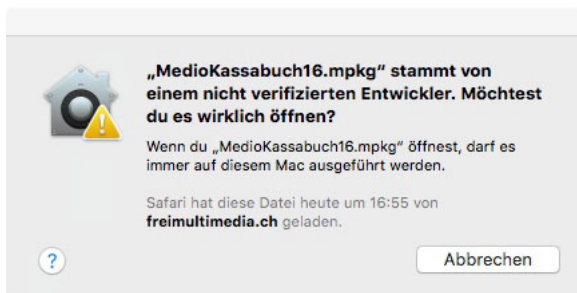 „MedioKassabuch16.mpkg“ stammt von
einem nicht verifizierten Entwickler. Möchtest
du es wirklich öffnen?
Wenn du „MedioKassabuch16.mpkg“ öffnest, darf es
immer auf diesem Mac ausgeführt werden.
Safari hat diese Datei heute um 16:55 von
freimultimedia.ch geladen.
?
Abbrechen